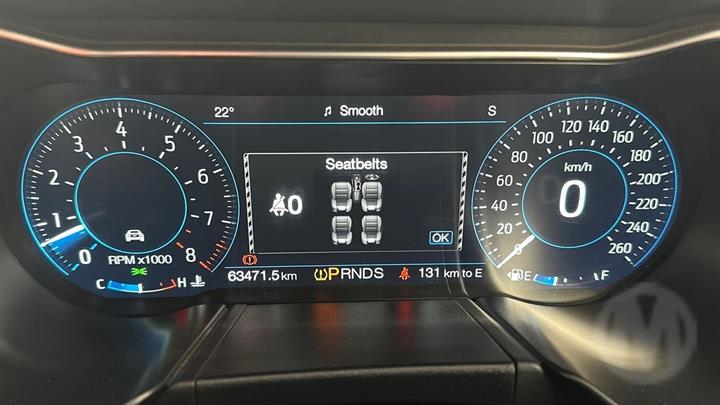 22° ♫ Smooth S
Seatbelts
0
OK
0 1 2 3 4 5 6 7 8
RPM x1000
C H
63471.5 km PRNDS 131 km to E
0 20 40 60 80 100 120 140 160 180 200 220 260
km/h
0
E F
M